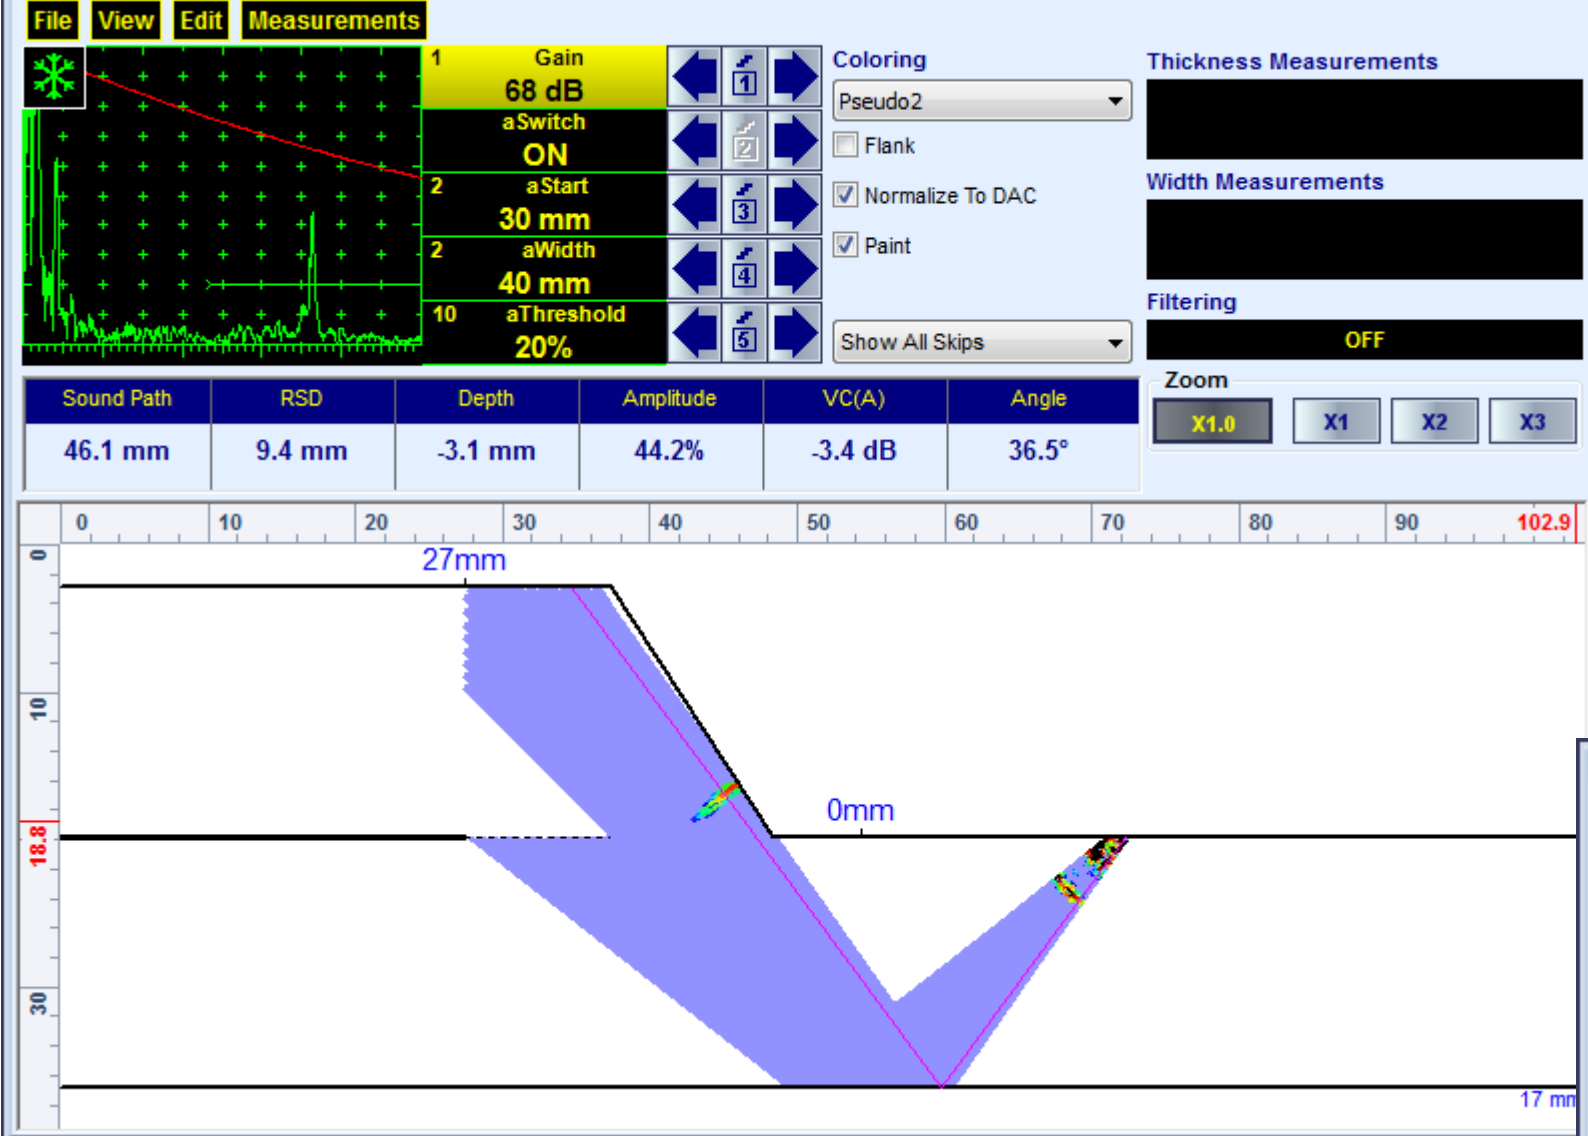 File View Edit Measurements
1 Gain
68 dB
1
aSwitch
ON
2
2 aStart
30 mm
3
2 aWidth
40 mm
4
10 aThreshold
20%
5
Coloring
Pseudo2
Flank
Normalize To DAC
Paint
Show All Skips
Thickness Measurements
Width Measurements
Filtering
OFF
Sound Path RSD Depth Amplitude VC(A) Angle
46.1 mm 9.4 mm -3.1 mm 44.2% -3.4 dB 36.5°
Zoom
X1.0 X1 X2 X3
0 10 20 30 40 50 60 70 80 90 102.9
0
27mm
10
0mm
18.8
30
17 mm